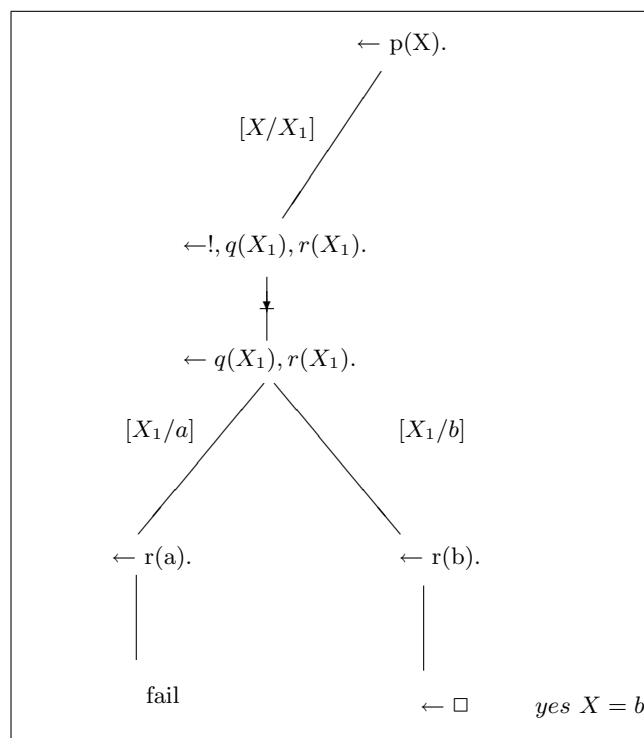 ← p(X).
[X/X₁]
←!, q(X₁), r(X₁).
← q(X₁), r(X₁).
[X₁/a] [X₁/b]
← r(a). ← r(b).
fail ← □ yes X = b